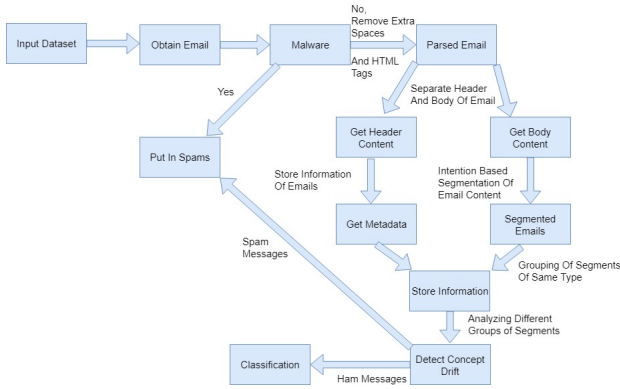 No,
Remove Extra
Spaces
Input Dataset
Obtain Email
Malware
Parsed Email
And HTML
Tags
Yes
Separate Header
And Body Of Email
Put In Spams
Get Header
Content
Get Body
Content
Store Information
Of Emails
Intention Based
Segmentation Of
Email Content
Get Metadata
Segmented
Emails
Spam
Messages
Grouping Of Segments
Of Same Type
Store Information
Analyzing Different
Groups of Segments
Classification
Ham Messages
Detect Concept
Drift